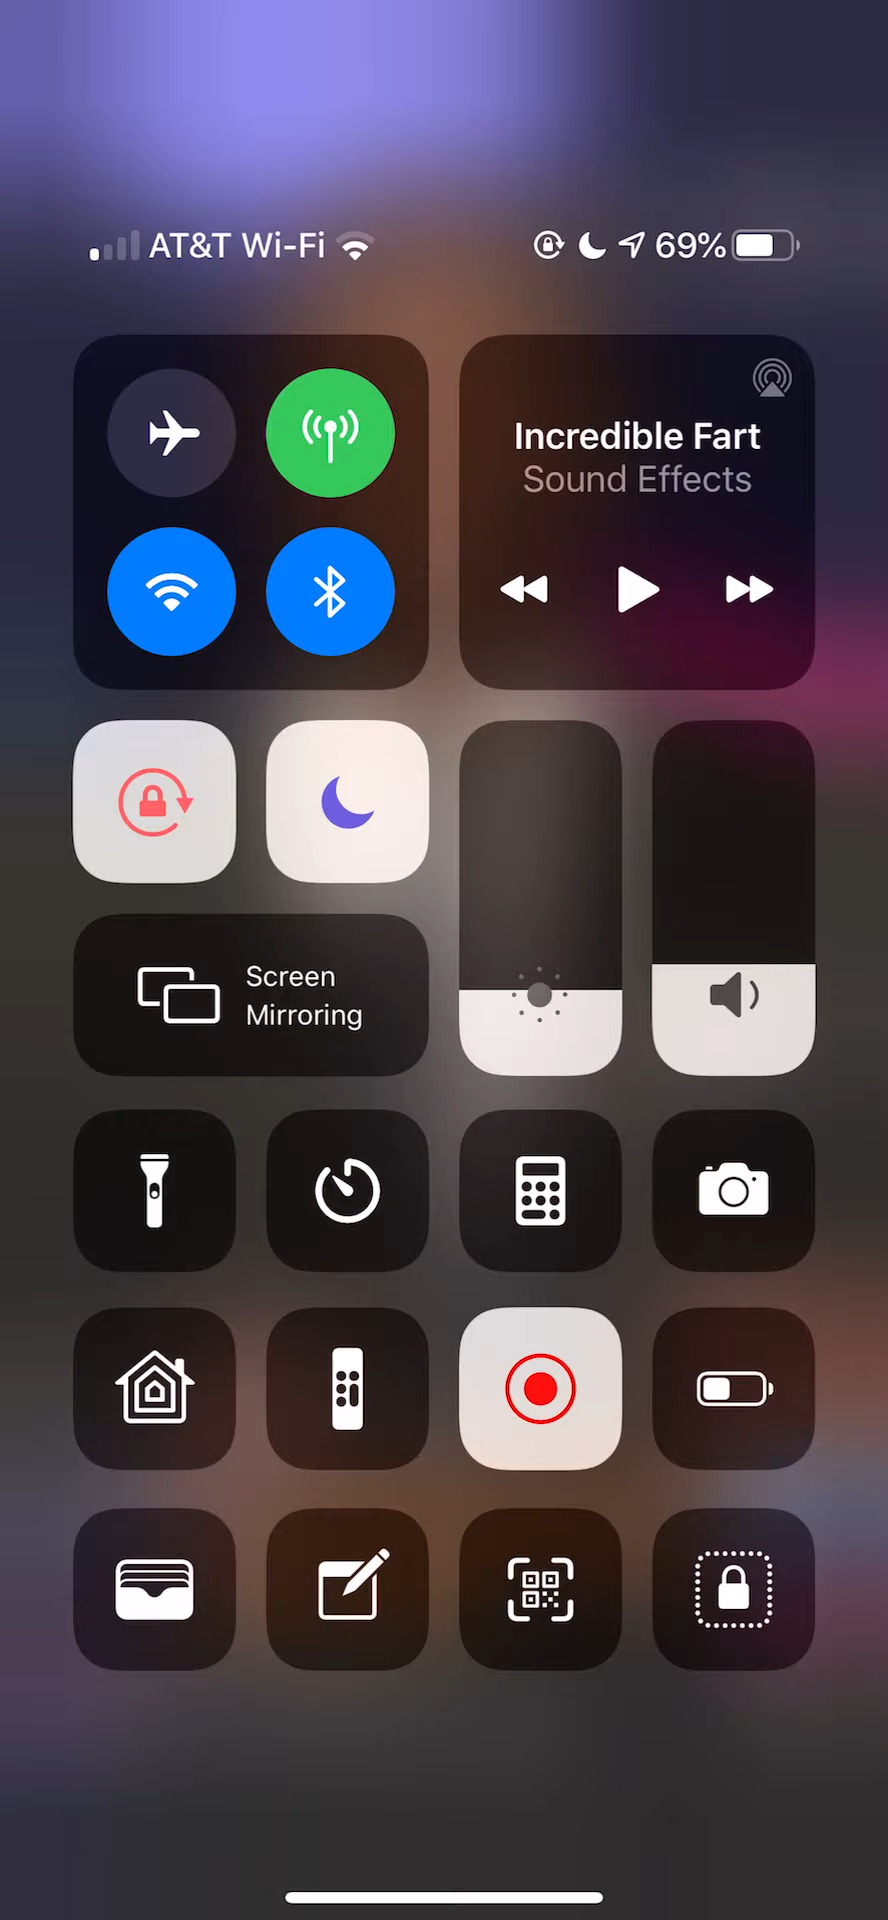 AT&T Wi-Fi 69%
Incredible Fart
Sound Effects
Screen
Mirroring